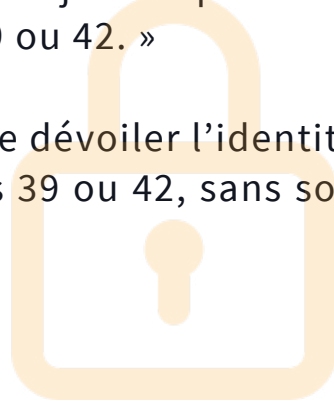 ou 42. »
e dévoiler l’identit
39 ou 42, sans so